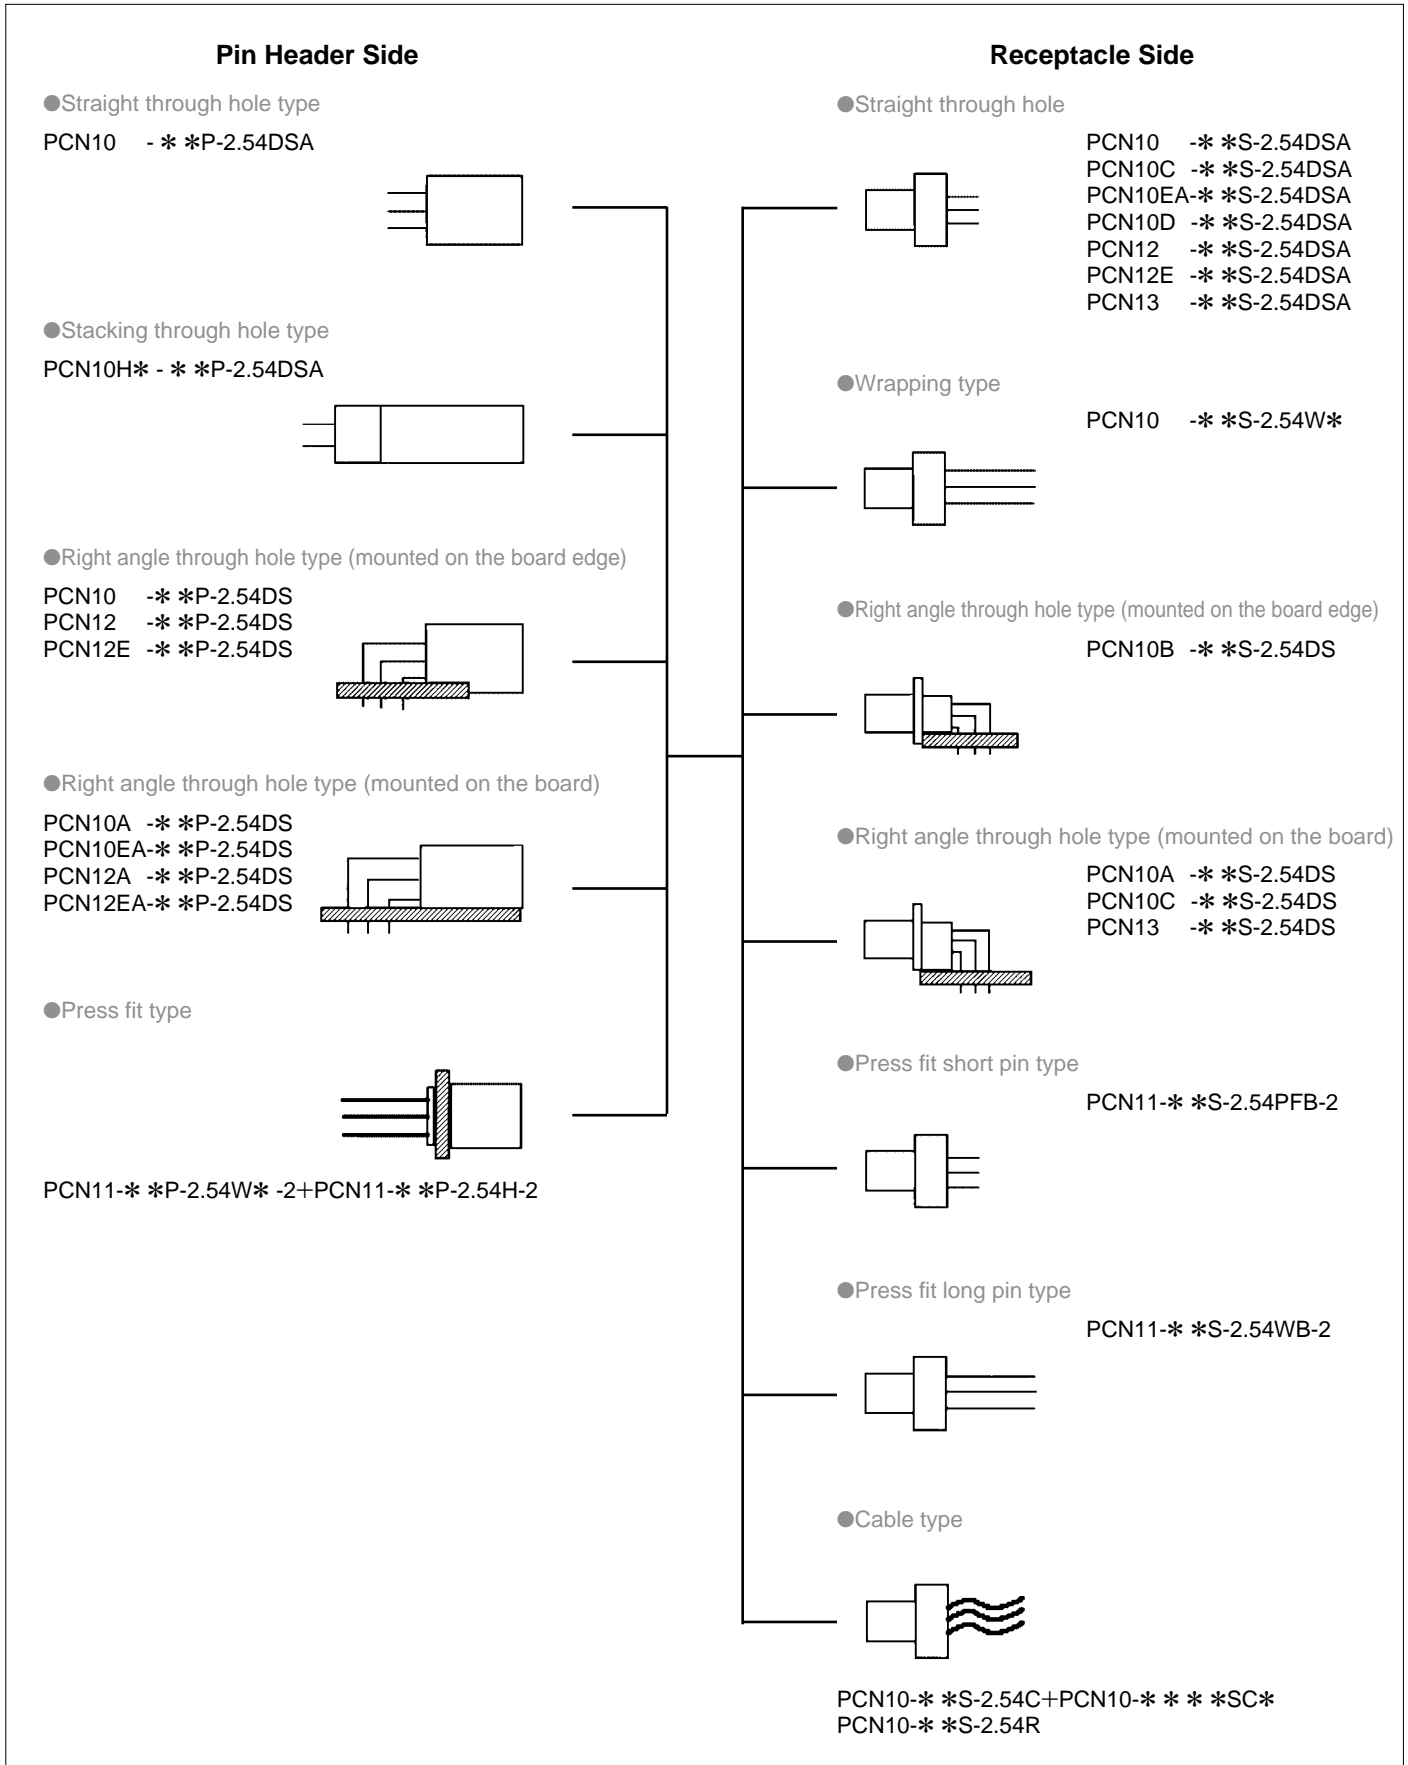 Pin Header Side
●Straight through hole type
PCN10 - * *P-2.54DSA
●Stacking through hole type
PCN10H* - * *P-2.54DSA
●Right angle through hole type (mounted on the board edge)
PCN10 -* *P-2.54DS
PCN12 -* *P-2.54DS
PCN12E -* *P-2.54DS
●Right angle through hole type (mounted on the board)
PCN10A -* *P-2.54DS
PCN10EA-* *P-2.54DS
PCN12A -* *P-2.54DS
PCN12EA-* *P-2.54DS
●Press fit type
PCN11-* *P-2.54W* -2+PCN11-* *P-2.54H-2
Receptacle Side
●Straight through hole
PCN10 -* *S-2.54DSA
PCN10C -* *S-2.54DSA
PCN10EA-* *S-2.54DSA
PCN10D -* *S-2.54DSA
PCN12 -* *S-2.54DSA
PCN12E -* *S-2.54DSA
PCN13 -* *S-2.54DSA
●Wrapping type
PCN10 -* *S-2.54W*
●Right angle through hole type (mounted on the board edge)
PCN10B -* *S-2.54DS
●Right angle through hole type (mounted on the board)
PCN10A -* *S-2.54DS
PCN10C -* *S-2.54DS
PCN13 -* *S-2.54DS
●Press fit short pin type
PCN11-* *S-2.54PFB-2
●Press fit long pin type
PCN11-* *S-2.54WB-2
●Cable type
PCN10-* *S-2.54C+PCN10-* * * *SC*
PCN10-* *S-2.54R